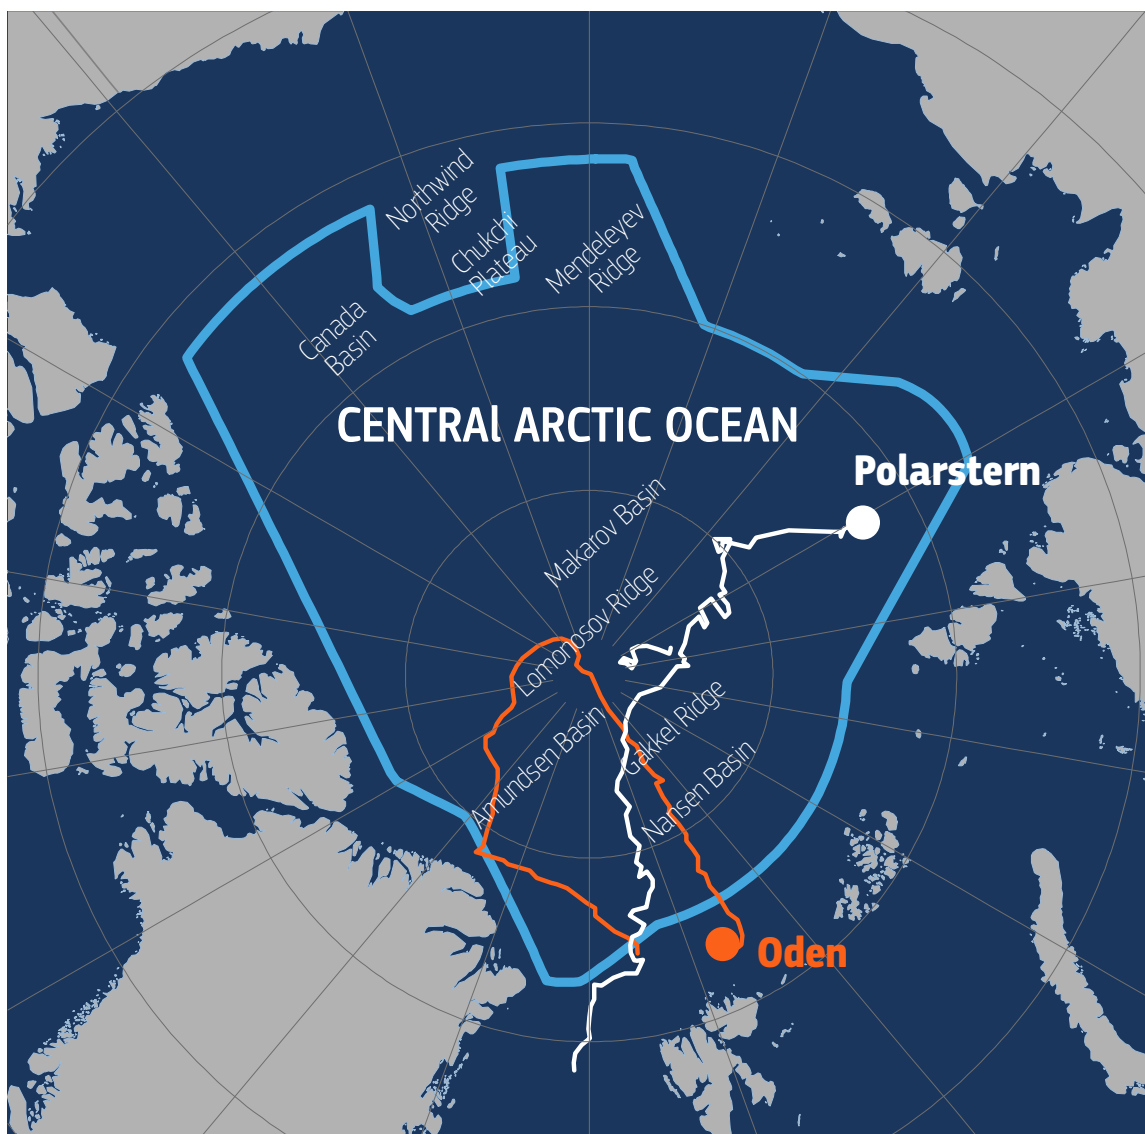 Northwind
Ridge
Chukchi
Plateau
Mendeleyev
Ridge
Canada
Basin
CENTRAl ARCTIC OCEAN
Polarstern
Makarov Basin
Lomonosov Ridge
Gakkel Ridge
Amundsen Basin
Nansen Basin
Oden